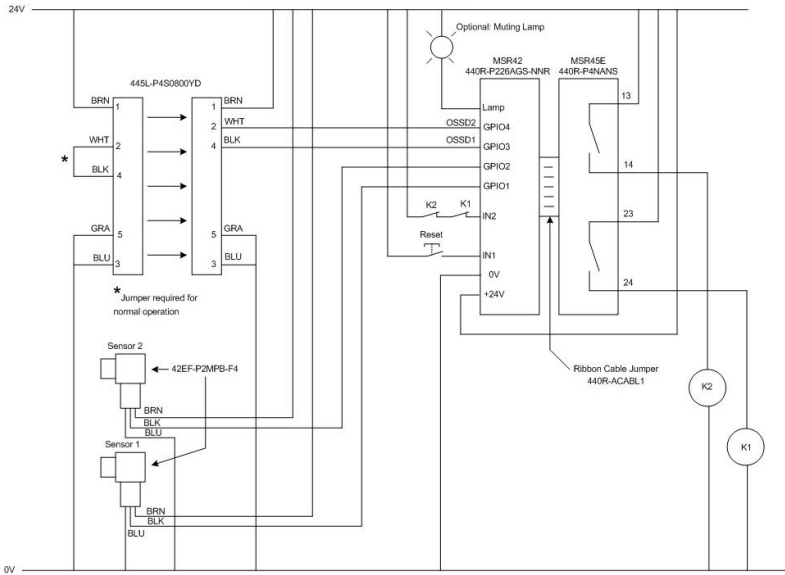 24V
Optional: Muting Lamp
MSR42
440R-P226AGS-NNR
MSR45E
440R-P4NANS
445L-P4S0800YD
BRN
1
WHT
2
*
BLK
4
GRA
5
BLU
3
1
BRN
2
WHT
4
BLK
5
GRA
3
BLU
* Jumper required for
normal operation
OSSD2
OSSD1
Lamp
GPIO4
GPIO3
GPIO2
GPIO1
K2
K1
IN2
Reset
IN1
0V
+24V
13
14
23
24
Ribbon Cable Jumper
440R-ACABL1
K2
K1
Sensor 2
42EF-P2MPB-F4
BRN
BLK
BLU
Sensor 1
BRN
BLK
BLU
0V